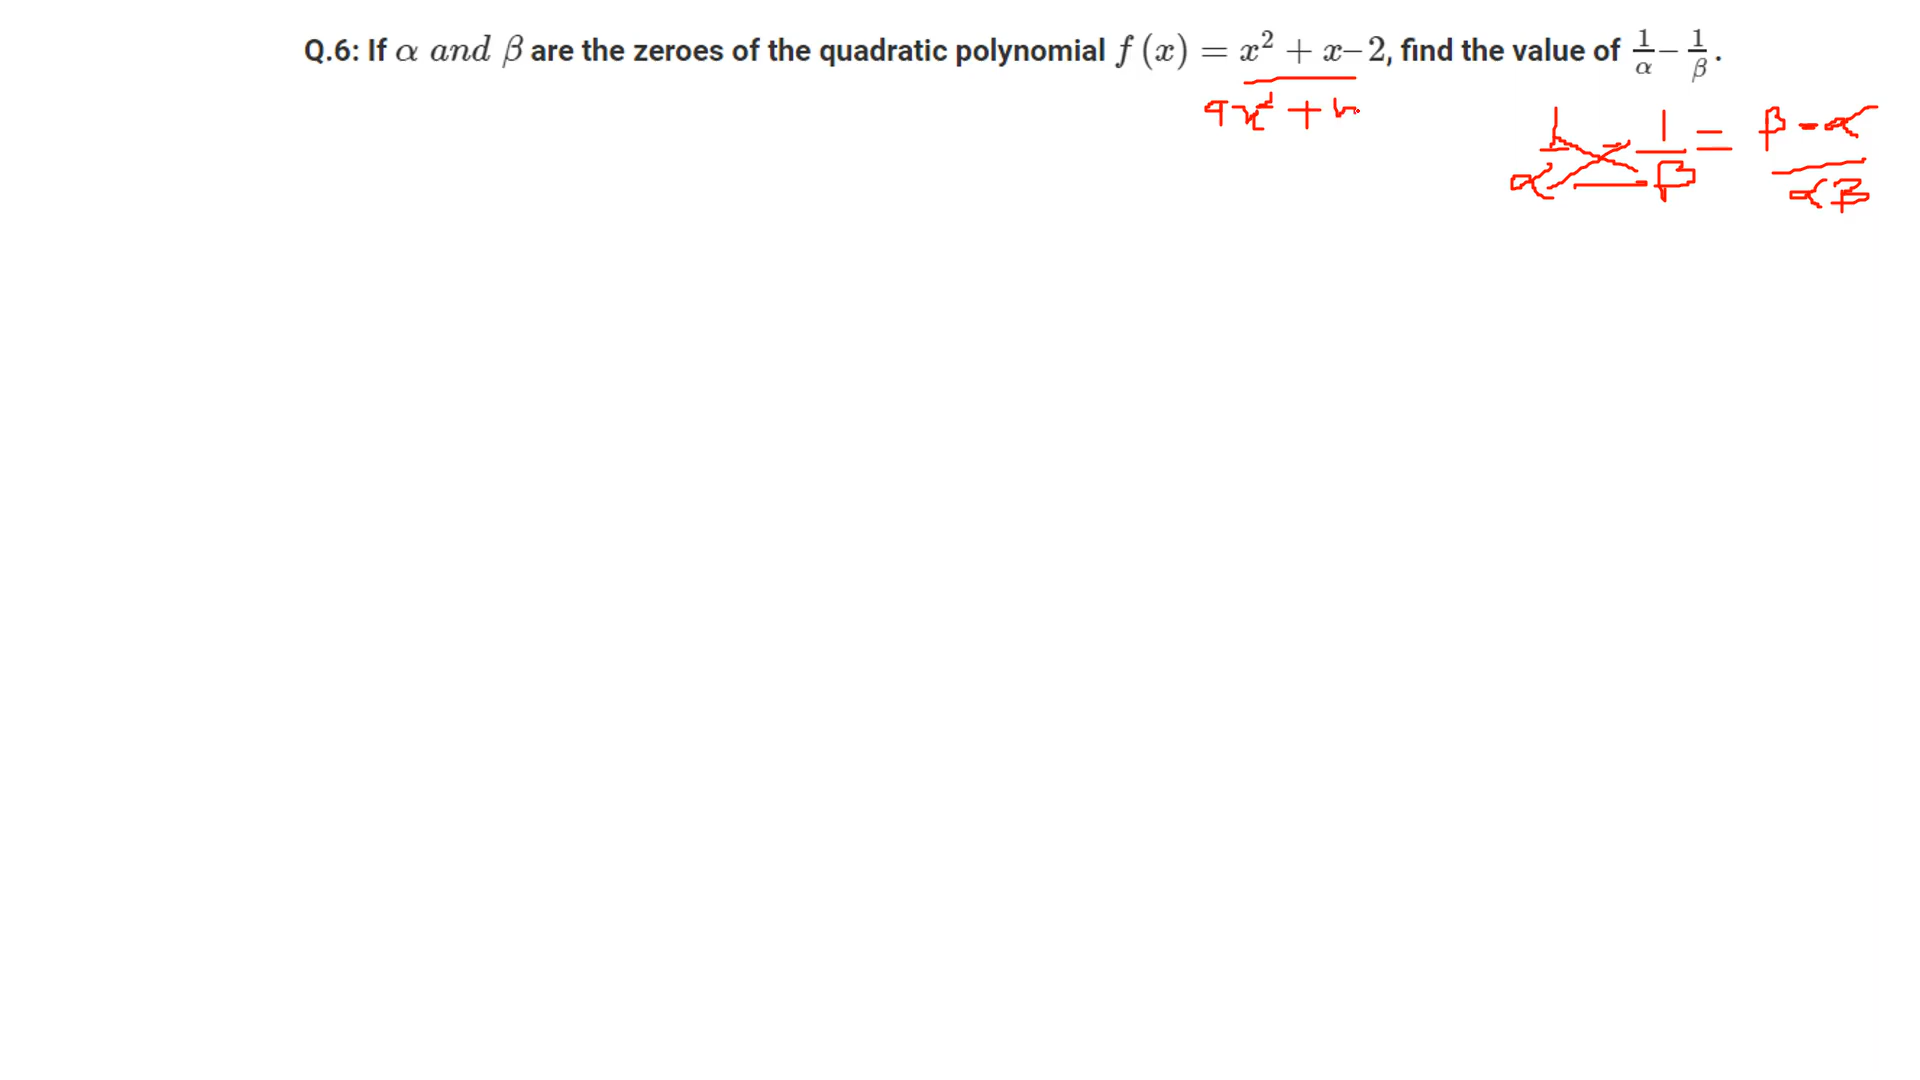 Q.6: If α and β are the zeroes of the quadratic polynomial f (x) = x² + x– 2, find the value of 1/α – 1/β.
ax² + b
1/α - 1/β = β - α / αβ